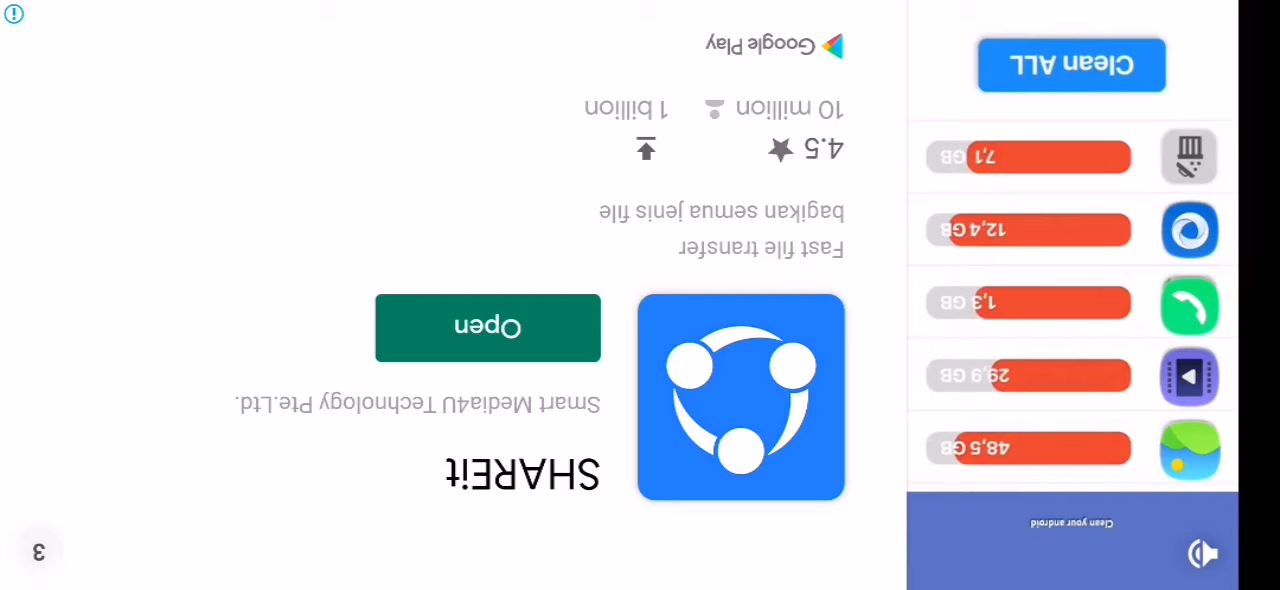 Clean your android
48,5 GB
29,9 GB
1,3 GB
12,4 GB
7,1 GB
Clean ALL
3
SHAREit
Smart Media4U Technology Pte.Ltd.
Open
Fast file transfer
bagikan semua jenis file
4.5
10 million
1 billion
Google Play